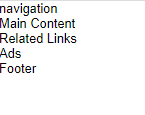 navigation
Main Content
Related Links
Ads
Footer